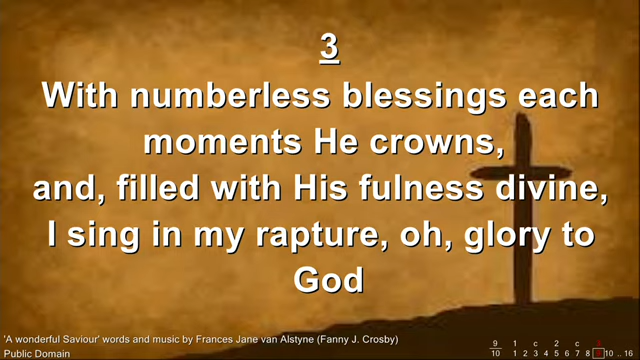 3
With numberless blessings each
moments He crowns,
and, filled with His fulness divine,
I sing in my rapture, oh, glory to
God
'A wonderful Saviour' words and music by Frances Jane van Alstyne (Fanny J. Crosby)
Public Domain
9 1 c 2 c 3
10 1 2 3 4 5 6 7 8 9 10 .. 16